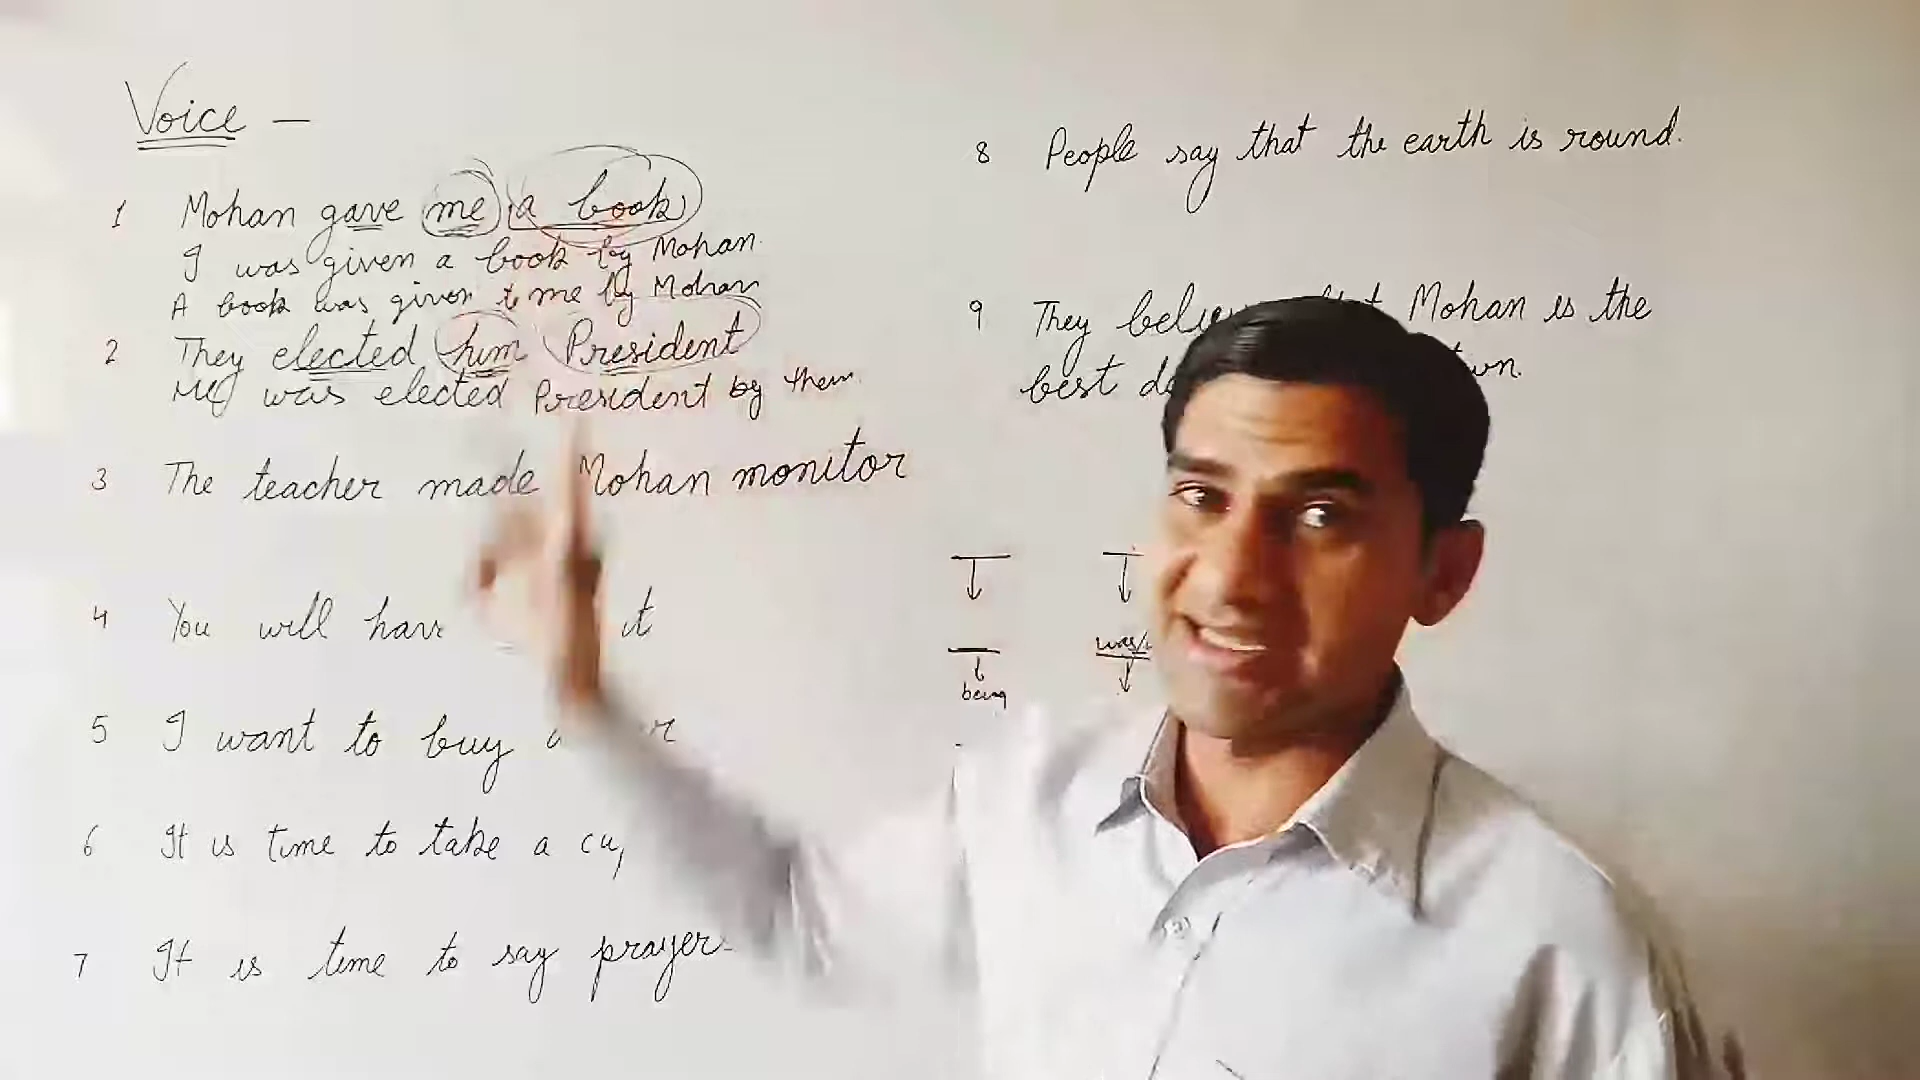 Voice —
1 Mohan gave me a book
I was given a book by Mohan.
A book was given to me by Mohan
2 They elected him President
was elected President by them.
3 The teacher made Mohan monitor
4 You will have it
5 I want to buy a
6 It is time to take a
7 It is time to say
8 People say that the earth is round.
9 They Mohan is the
best
being